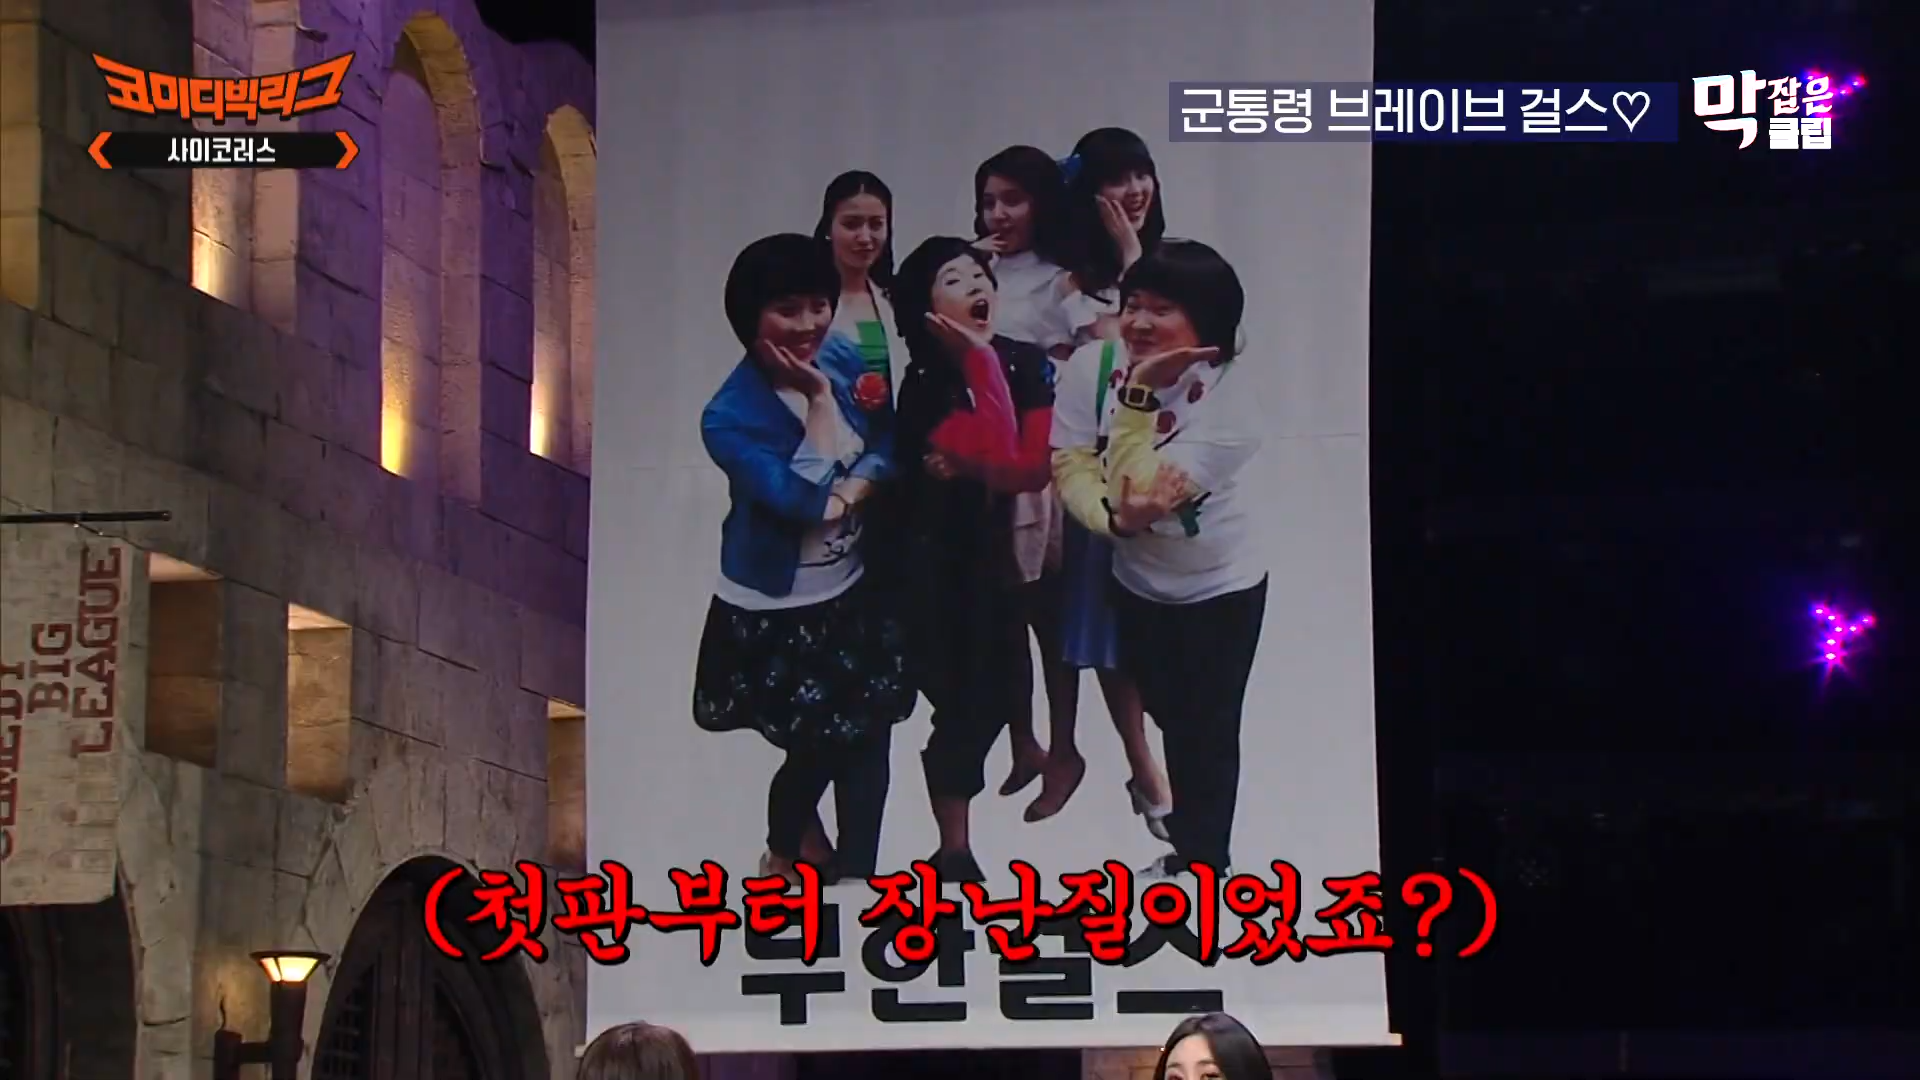 코미디빅리그
사이코러스
군통령 브레이브 걸스♡
막잡은
클립
COMEDY
BIG
LEAGUE
(첫판부터 장난질이었죠?)
무한걸스